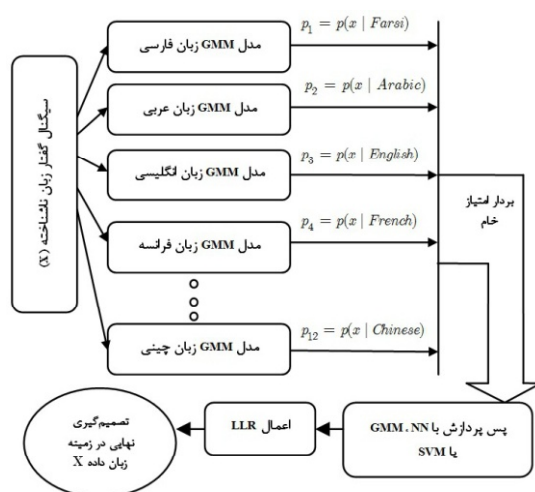 سیگنال گفتار زبان ناشناخته (X)
مدل GMM زبان فارسی
p₁ = p(x | Farsi)
مدل GMM زبان عربی
p₂ = p(x | Arabic)
مدل GMM زبان انگلیسی
p₃ = p(x | English)
مدل GMM زبان فرانسه
p₄ = p(x | French)
مدل GMM زبان چینی
p₁₂ = p(x | Chinese)
بردار امتیاز
خام
پس پردازش با GMM ،NN
یا SVM
اعمال LLR
تصمیم‌گیری
نهایی در زمینه
زبان داده X